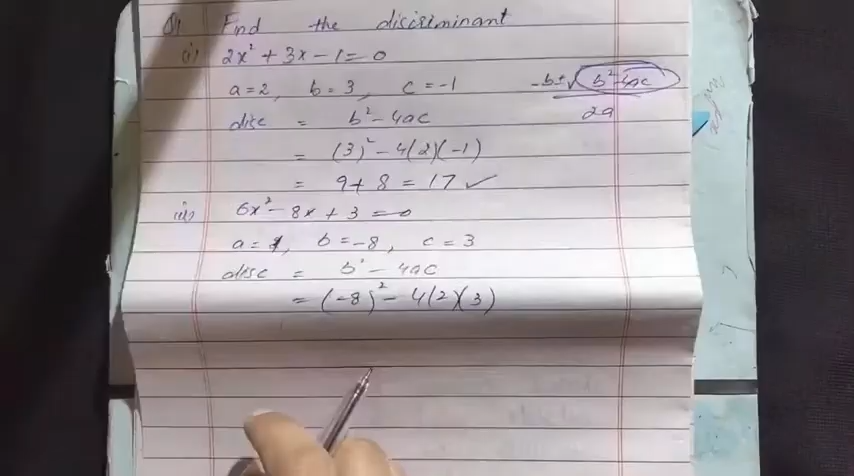 Q1 Find the discriminant
(i) 2x² + 3x - 1 = 0
a = 2, b = 3, c = -1
-b ± √b² - 4ac
2a
disc = b² - 4ac
= (3)² - 4(2)(-1)
= 9 + 8 = 17 ✓
(ii) 6x² - 8x + 3 = 0
a = , b = -8, c = 3
disc = b² - 4ac
= (-8)² - 4(2)(3)